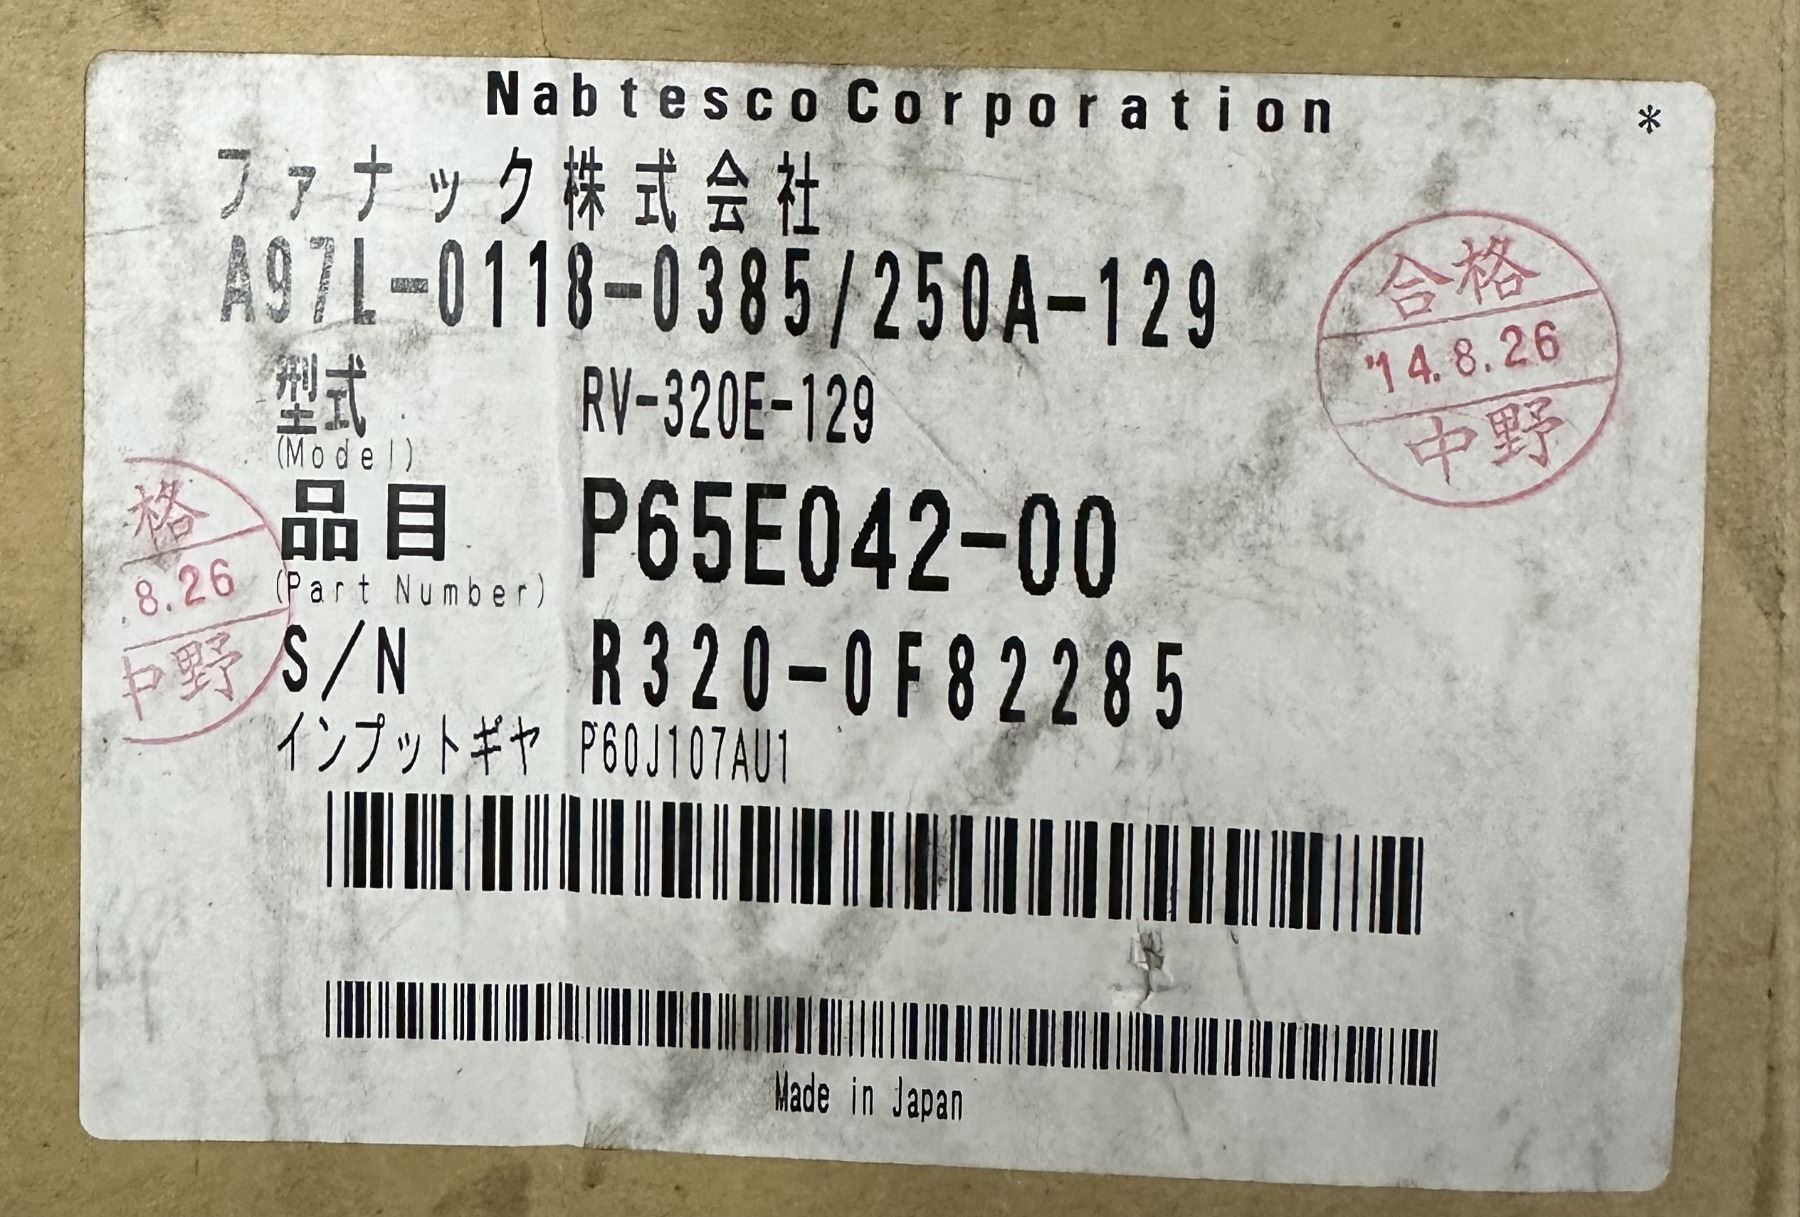 Nabtesco Corporation
*
ファナック株式会社
A97L-0118-0385/250A-129
合格
'14.8.26
中野
型式 RV-320E-129
(Model)
格
品目 P65E042-00
(Part Number)
.8.26
中野
S/N R320-0F82285
インプットギヤ P60J107AU1
Made in Japan